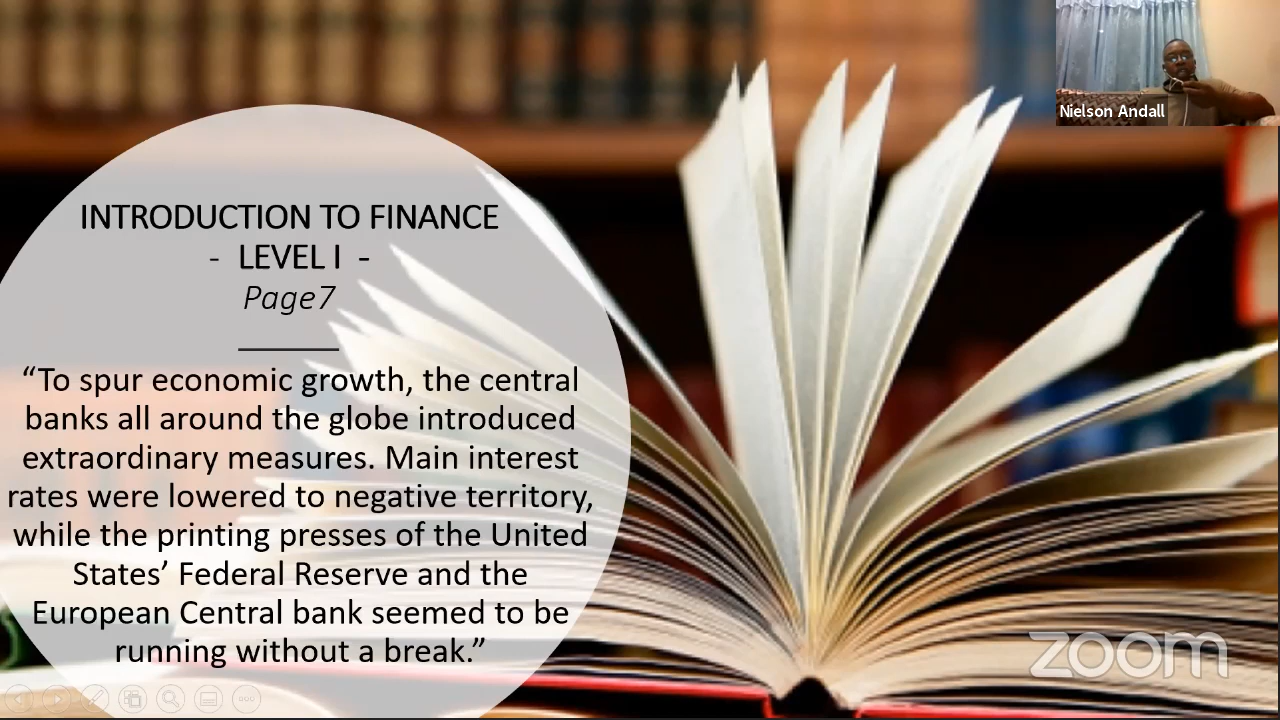 INTRODUCTION TO FINANCE
- LEVEL I -
Page7
“To spur economic growth, the central
banks all around the globe introduced
extraordinary measures. Main interest
rates were lowered to negative territory,
while the printing presses of the United
States’ Federal Reserve and the
European Central bank seemed to be
running without a break.”
Nielson Andall
zoom